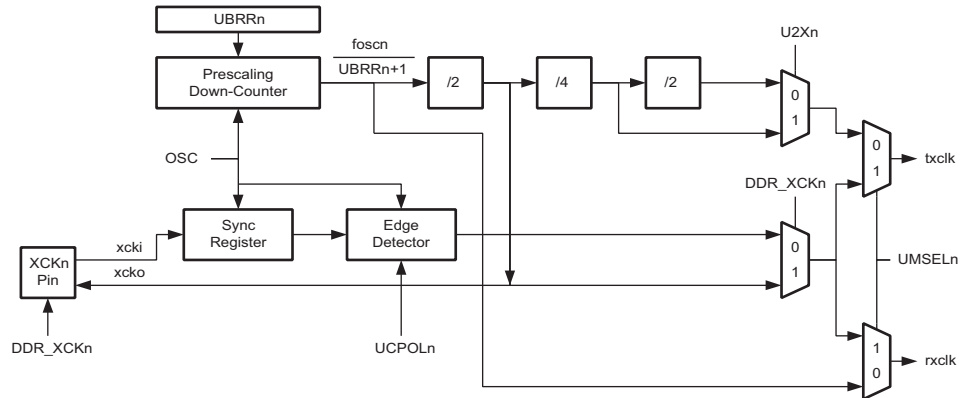 UBRRn
U2Xn
foscn
UBRRn+1
Prescaling
Down-Counter
/2
/4
/2
0
1
OSC
0
1
txclk
DDR_XCKn
Sync
Register
Edge
Detector
xcki
0
1
XCKn
Pin
xcko
UMSELn
DDR_XCKn
UCPOLn
1
0
rxclk